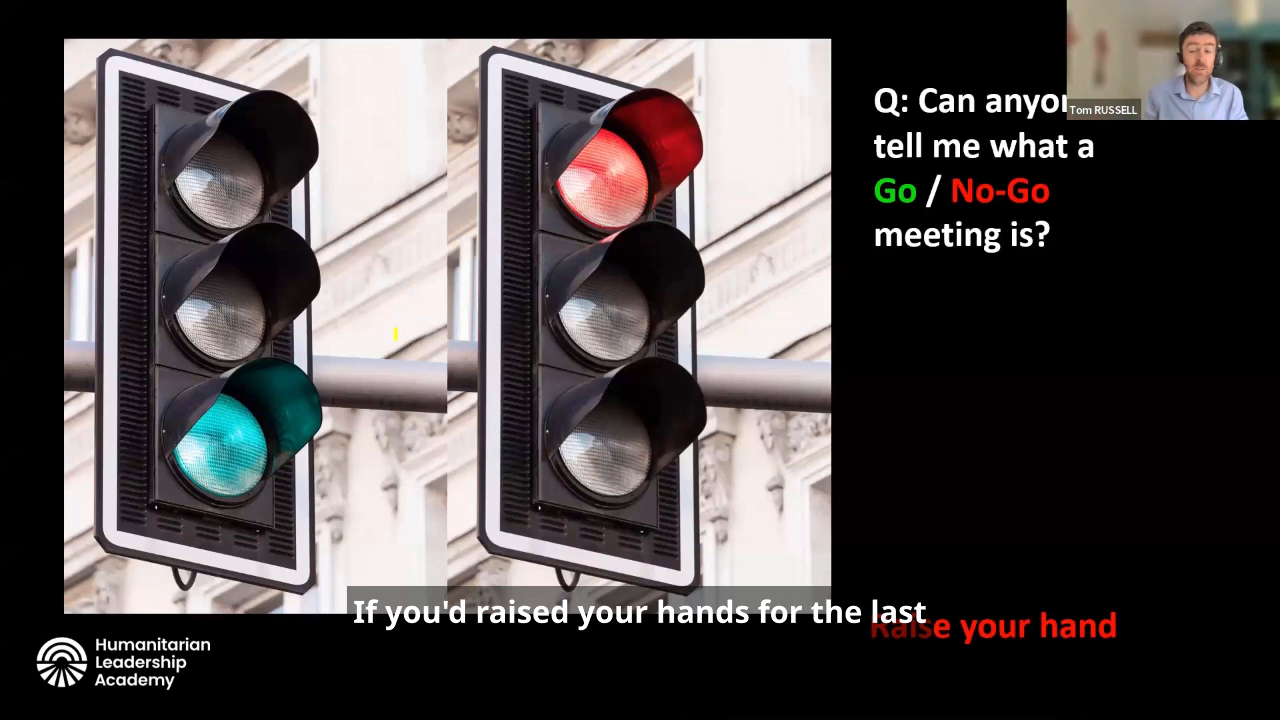 Q: Can anyo
tell me what a
Go / No-Go
meeting is?
Tom RUSSELL
If you'd raised your hands for the last
Raise your hand
Humanitarian
Leadership
Academy